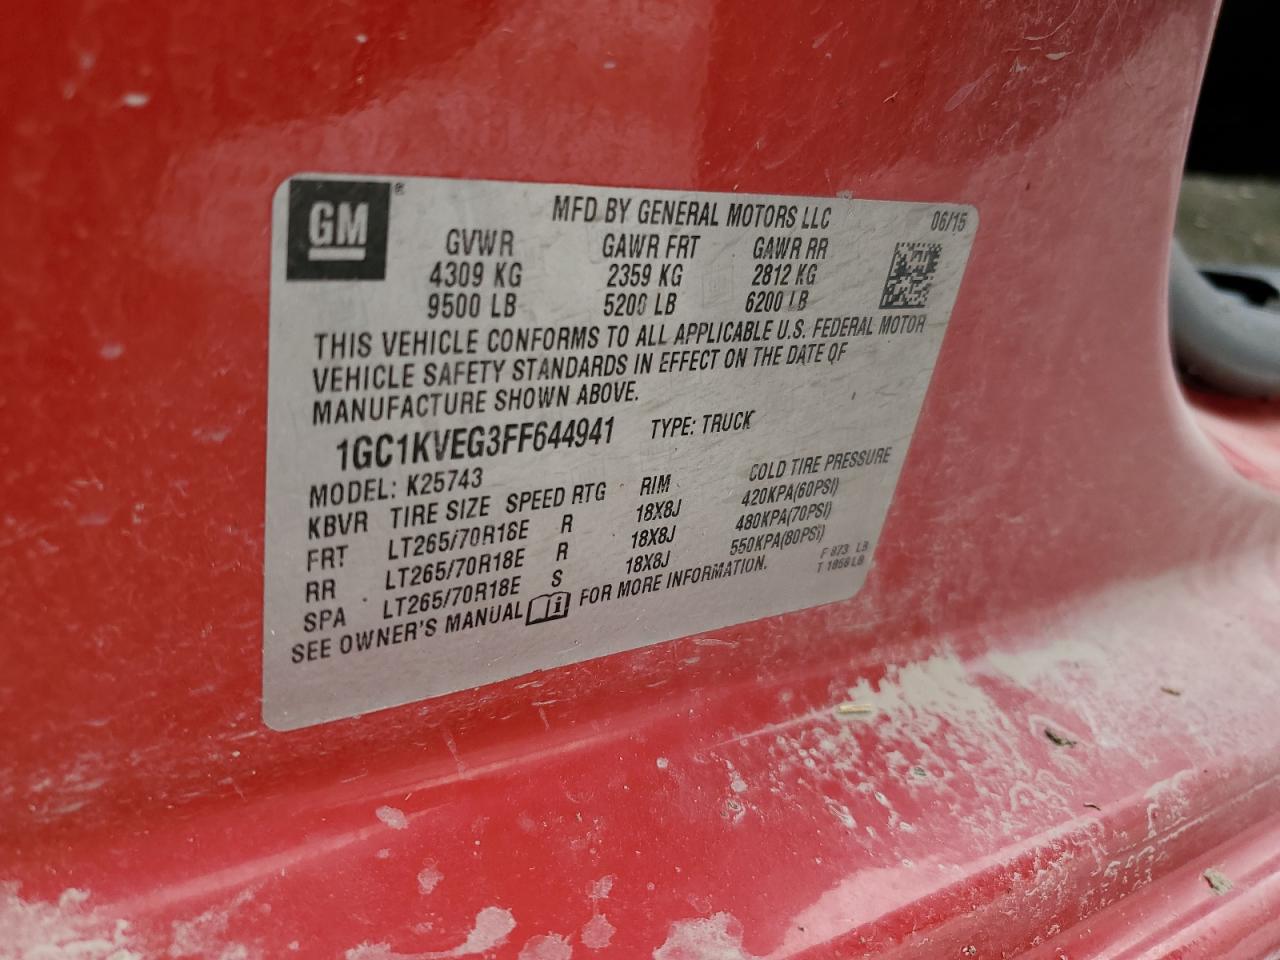 GM®
MFD BY GENERAL MOTORS LLC 06/15
GVWR GAWR FRT GAWR RR
4309 KG 2359 KG 2812 KG
9500 LB 5200 LB 6200 LB
THIS VEHICLE CONFORMS TO ALL APPLICABLE U.S. FEDERAL MOTOR
VEHICLE SAFETY STANDARDS IN EFFECT ON THE DATE OF
MANUFACTURE SHOWN ABOVE.
1GC1KVEG3FF644941 TYPE: TRUCK
MODEL: K25743
KBVR TIRE SIZE SPEED RTG RIM COLD TIRE PRESSURE
FRT LT265/70R18E R 18X8J 420KPA(60PSI)
RR LT265/70R18E R 18X8J 480KPA(70PSI)
SPA LT265/70R18E S 18X8J 550KPA(80PSI)
SEE OWNER'S MANUAL FOR MORE INFORMATION.
F 873 LB
T 1058 LB